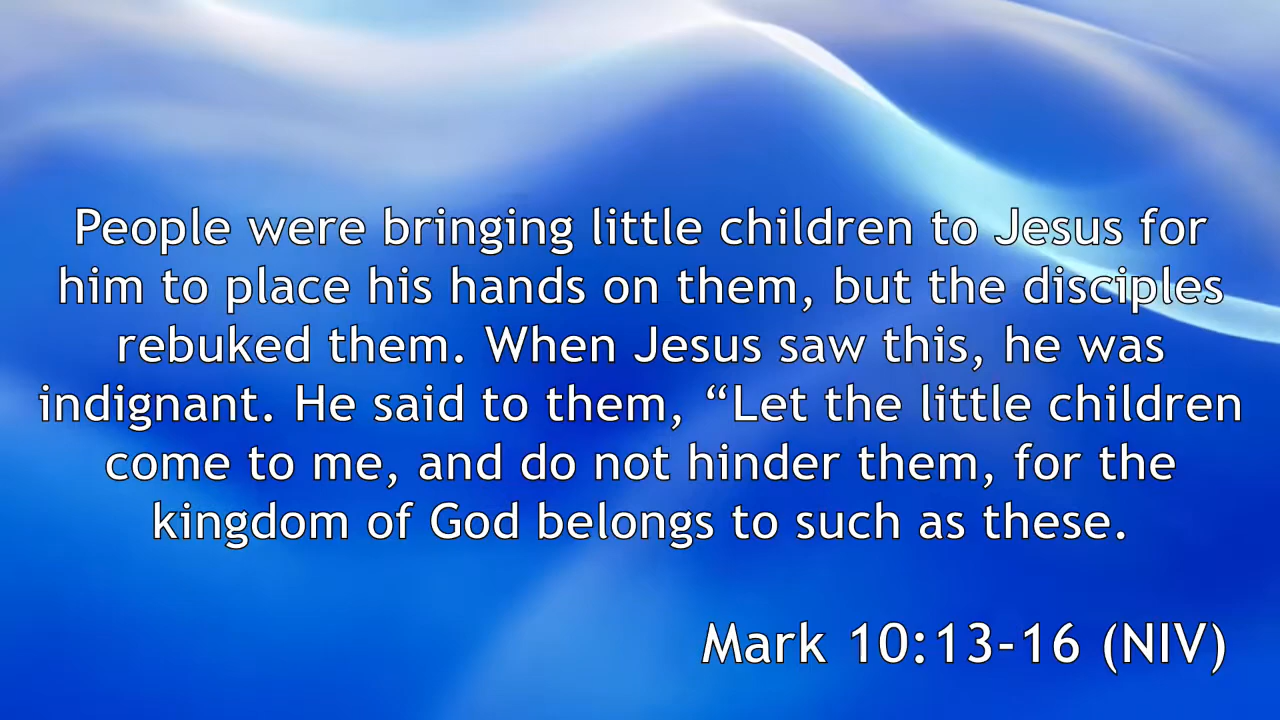 People were bringing little children to Jesus for
him to place his hands on them, but the disciples
rebuked them. When Jesus saw this, he was
indignant. He said to them, “Let the little children
come to me, and do not hinder them, for the
kingdom of God belongs to such as these.
Mark 10:13-16 (NIV)